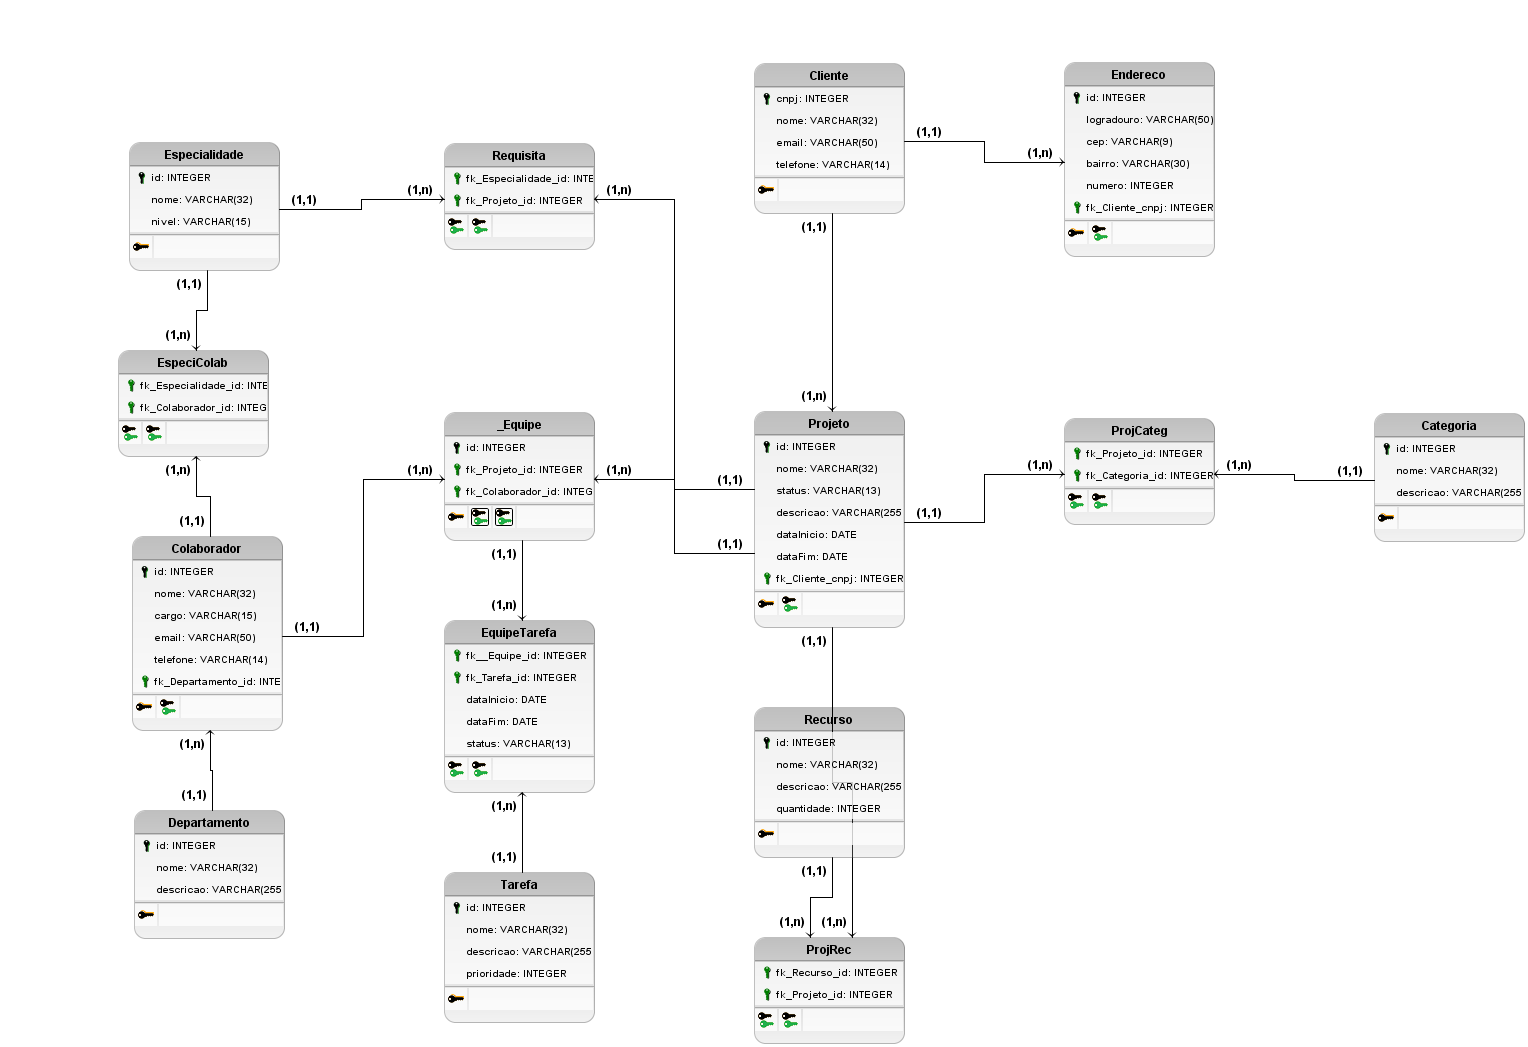 Cliente
cnpj: INTEGER
nome: VARCHAR(32)
email: VARCHAR(50)
telefone: VARCHAR(14)
(1,1)
(1,n)
(1,1)
(1,n)
Endereco
id: INTEGER
logradouro: VARCHAR(50)
cep: VARCHAR(9)
bairro: VARCHAR(30)
numero: INTEGER
fk_Cliente_cnpj: INTEGER
Especialidade
id: INTEGER
nome: VARCHAR(32)
nivel: VARCHAR(15)
(1,1)
(1,n)
(1,1)
(1,n)
Requisita
fk_Especialidade_id: INTE
fk_Projeto_id: INTEGER
(1,n)
EspeciColab
fk_Especialidade_id: INTE
fk_Colaborador_id: INTEG
(1,n)
(1,1)
_Equipe
id: INTEGER
fk_Projeto_id: INTEGER
fk_Colaborador_id: INTEG
(1,n)
(1,n)
(1,1)
(1,n)
Projeto
id: INTEGER
nome: VARCHAR(32)
status: VARCHAR(13)
descricao: VARCHAR(255
dataInicio: DATE
dataFim: DATE
fk_Cliente_cnpj: INTEGER
(1,1)
(1,1)
(1,1)
(1,n)
(1,1)
ProjCateg
fk_Projeto_id: INTEGER
fk_Categoria_id: INTEGER
(1,n)
(1,1)
Categoria
id: INTEGER
nome: VARCHAR(32)
descricao: VARCHAR(255
Colaborador
id: INTEGER
nome: VARCHAR(32)
cargo: VARCHAR(15)
email: VARCHAR(50)
telefone: VARCHAR(14)
fk_Departamento_id: INTE
(1,1)
(1,n)
(1,1)
EquipeTarefa
fk__Equipe_id: INTEGER
fk_Tarefa_id: INTEGER
dataInicio: DATE
dataFim: DATE
status: VARCHAR(13)
(1,n)
(1,1)
Recurso
id: INTEGER
nome: VARCHAR(32)
descricao: VARCHAR(255
quantidade: INTEGER
(1,1)
(1,n)
(1,n)
Departamento
id: INTEGER
nome: VARCHAR(32)
descricao: VARCHAR(255
Tarefa
id: INTEGER
nome: VARCHAR(32)
descricao: VARCHAR(255
prioridade: INTEGER
ProjRec
fk_Recurso_id: INTEGER
fk_Projeto_id: INTEGER